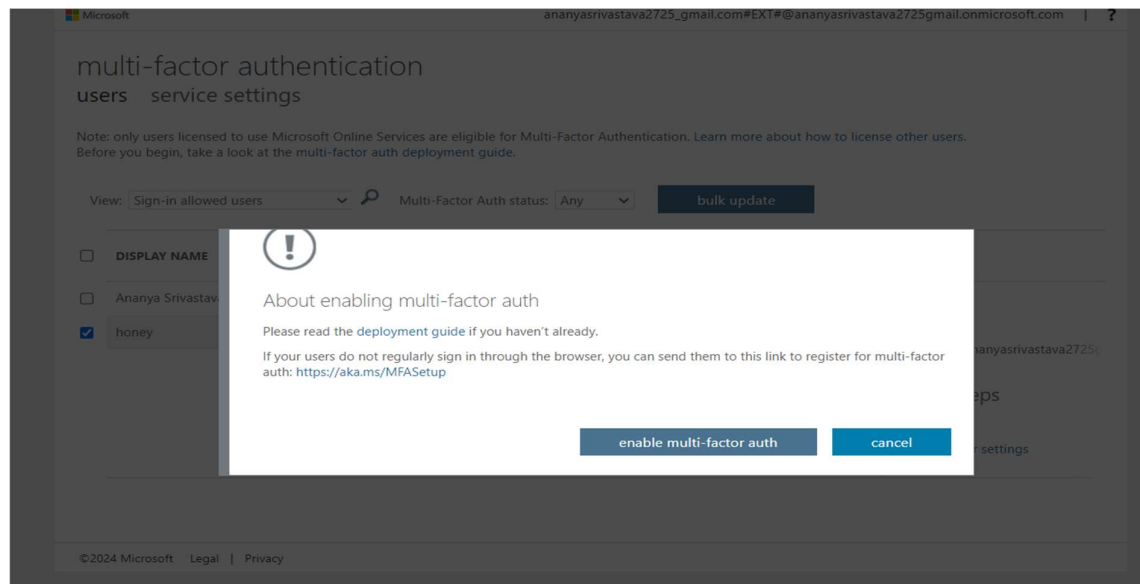 Microsoft
ananyasrivastava2725_gmail.com#EXT#@ananyasrivastava2725gmail.onmicrosoft.com | ?
multi-factor authentication
users service settings
Note: only users licensed to use Microsoft Online Services are eligible for Multi-Factor Authentication. Learn more about how to license other users.
Before you begin, take a look at the multi-factor auth deployment guide.
View: Sign-in allowed users Multi-Factor Auth status: Any bulk update
DISPLAY NAME
Ananya Srivastav
honey
About enabling multi-factor auth
Please read the deployment guide if you haven't already.
If your users do not regularly sign in through the browser, you can send them to this link to register for multi-factor
auth: https://aka.ms/MFASetup
enable multi-factor auth cancel
nanyasrivastava2725
eps
settings
©2024 Microsoft Legal | Privacy